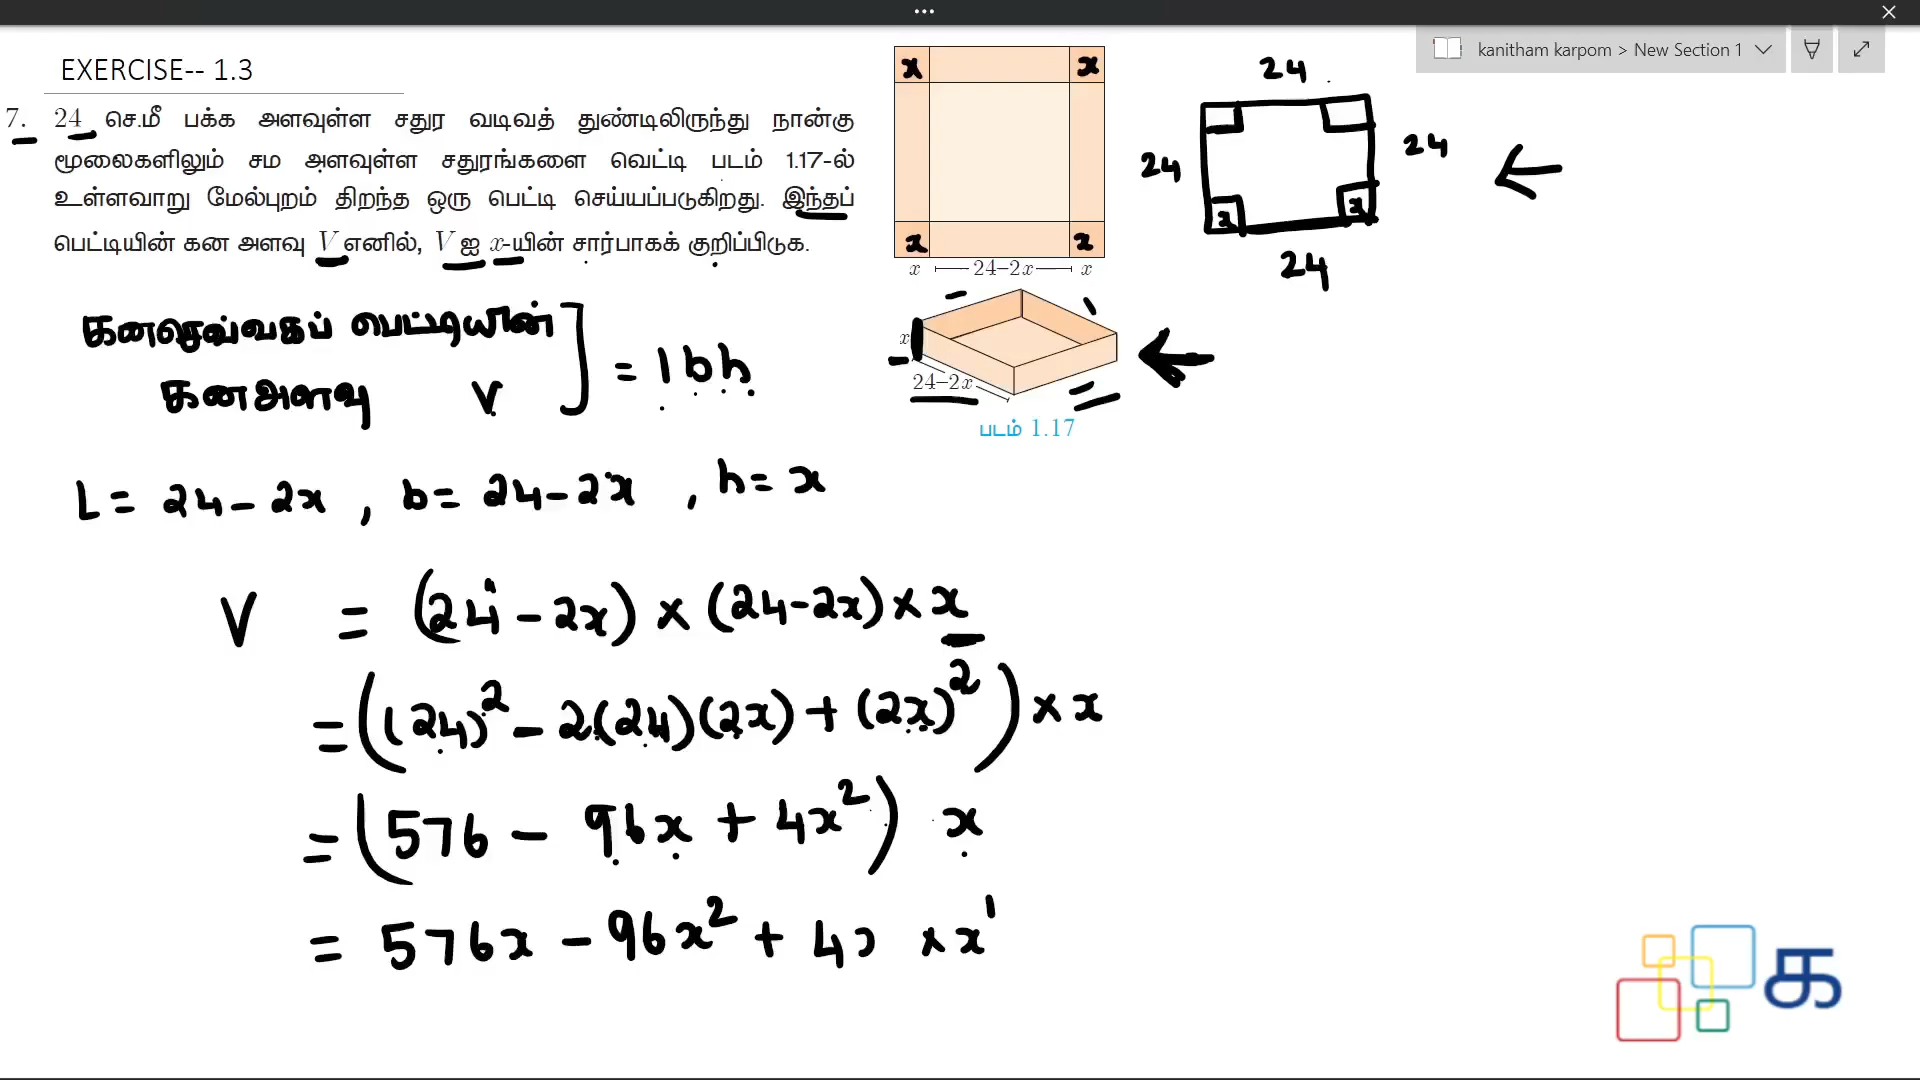 kanitham karpom > New Section 1
EXERCISE-- 1.3
7. 24 செ.மீ பக்க அளவுள்ள சதுர வடிவத் துண்டிலிருந்து நான்கு
மூலைகளிலும் சம அளவுள்ள சதுரங்களை வெட்டி படம் 1.17-ல்
உள்ளவாறு மேல்புறம் திறந்த ஒரு பெட்டி செய்யப்படுகிறது. இந்தப்
பெட்டியின் கன அளவு V எனில், V ஐ x-யின் சார்பாகக் குறிப்பிடுக.
x x
x x
x 24–2x x
x
24–2x
படம் 1.17
24
24 24
x x
24
கனசெவ்வகப் பெட்டியின்
கனஅளவு V = l b h
L = 24 - 2x , b = 24 - 2x , h = x
V = (24 - 2x) × (24 - 2x) × x
= ((24)² - 2(24)(2x) + (2x)²) × x
= (576 - 96x + 4x²) x
= 576x - 96x² + 4x × x¹
க